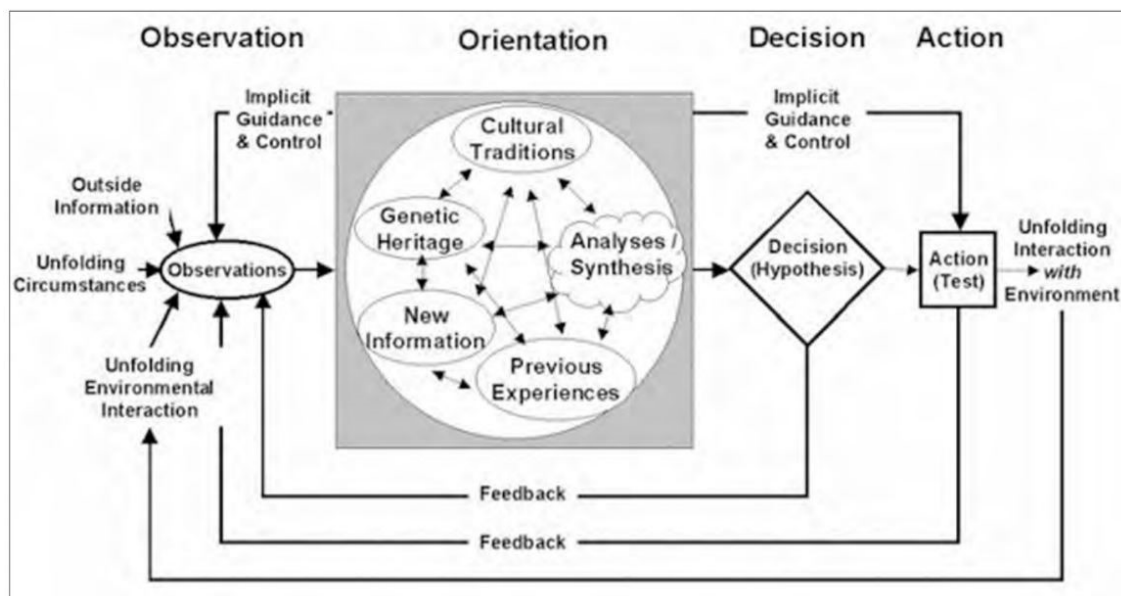 Observation
Orientation
Decision
Action
Implicit
Guidance
& Control
Cultural
Traditions
Implicit
Guidance
& Control
Outside
Information
Genetic
Heritage
Analyses /
Synthesis
Unfolding
Circumstances
Observations
Decision
(Hypothesis)
Action
(Test)
Unfolding
Interaction
with
Environment
New
Information
Previous
Experiences
Unfolding
Environmental
Interaction
Feedback
Feedback